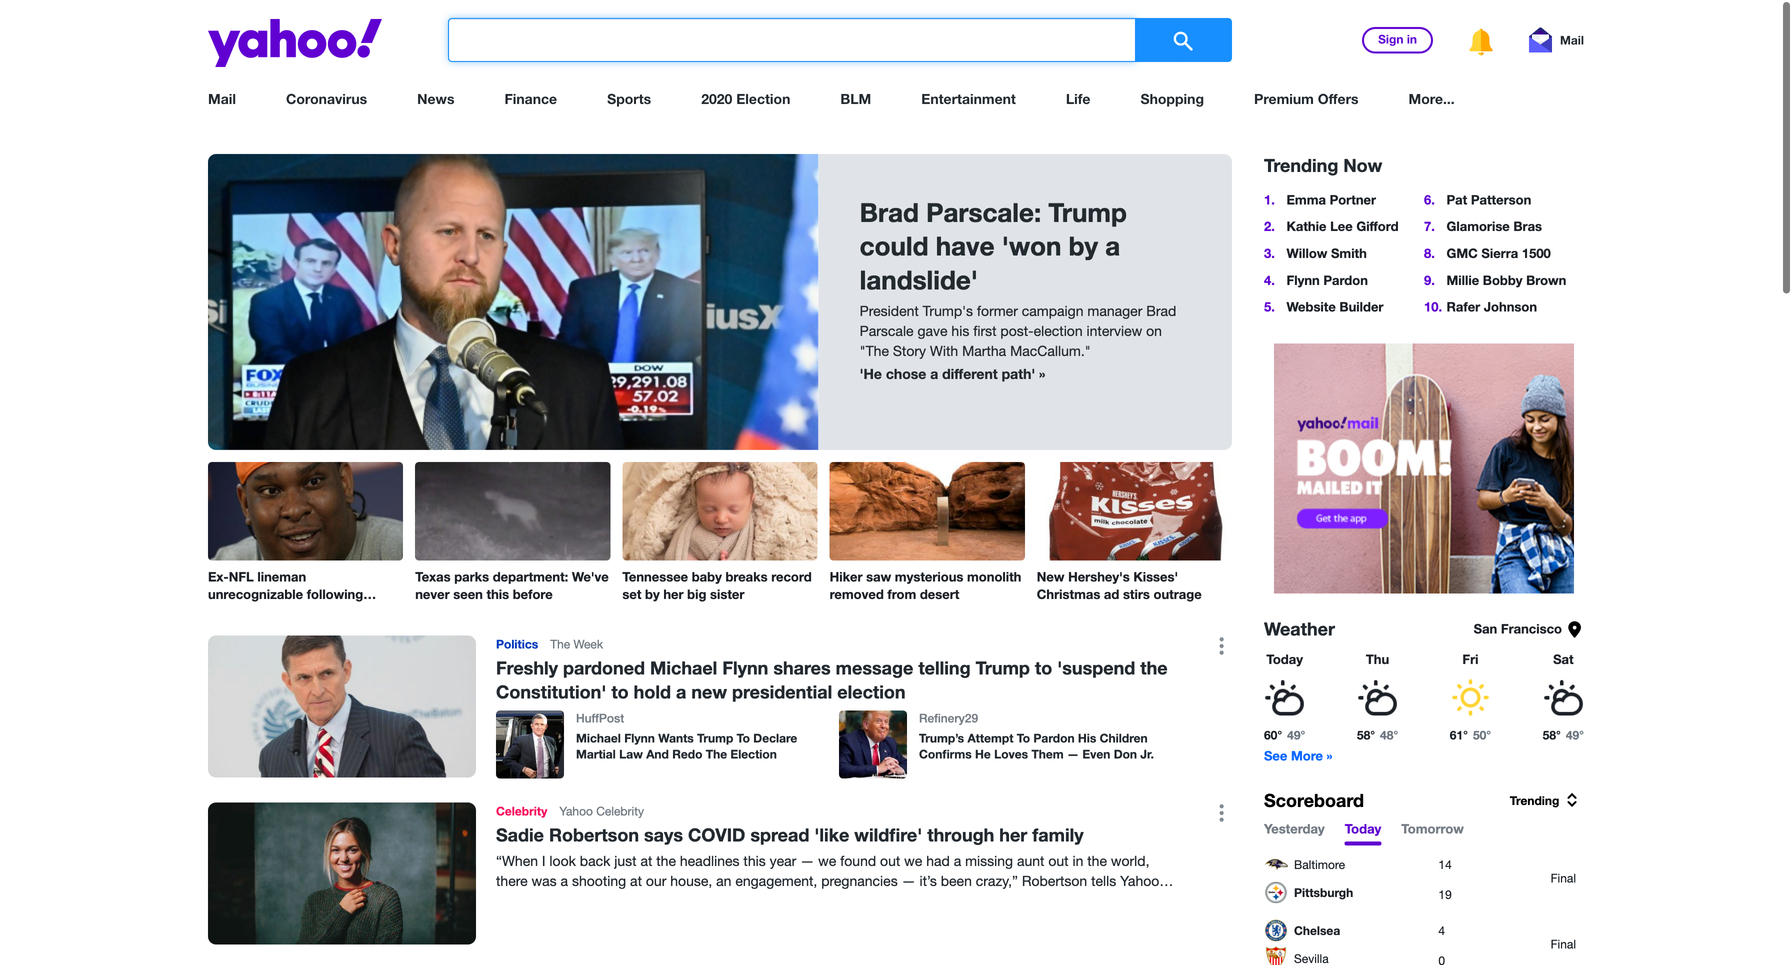 yahoo!
Sign in
Mail
Mail Coronavirus News Finance Sports 2020 Election BLM Entertainment Life Shopping Premium Offers More...
iusX
FOX
DOW
29,291.08
57.02
-0.19%
Brad Parscale: Trump
could have 'won by a
landslide'
President Trump's former campaign manager Brad
Parscale gave his first post-election interview on
"The Story With Martha MacCallum."
'He chose a different path' »
HERSHEY'S
KISSES
milk chocolate
Ex-NFL lineman
unrecognizable following...
Texas parks department: We've
never seen this before
Tennessee baby breaks record
set by her big sister
Hiker saw mysterious monolith
removed from desert
New Hershey's Kisses'
Christmas ad stirs outrage
Politics The Week
Freshly pardoned Michael Flynn shares message telling Trump to 'suspend the
Constitution' to hold a new presidential election
HuffPost
Michael Flynn Wants Trump To Declare
Martial Law And Redo The Election
Refinery29
Trump's Attempt To Pardon His Children
Confirms He Loves Them — Even Don Jr.
Celebrity Yahoo Celebrity
Sadie Robertson says COVID spread 'like wildfire' through her family
“When I look back just at the headlines this year — we found out we had a missing aunt out in the world,
there was a shooting at our house, an engagement, pregnancies — it's been crazy,” Robertson tells Yahoo...
Trending Now
1. Emma Portner
2. Kathie Lee Gifford
3. Willow Smith
4. Flynn Pardon
5. Website Builder
6. Pat Patterson
7. Glamorise Bras
8. GMC Sierra 1500
9. Millie Bobby Brown
10. Rafer Johnson
yahoo!mail
BOOM!
MAILED IT
Get the app
Weather San Francisco
Today Thu Fri Sat
60° 49° 58° 48° 61° 50° 58° 49°
See More »
Scoreboard Trending
Yesterday Today Tomorrow
Baltimore 14
Final
Pittsburgh 19
Chelsea 4
Final
Sevilla 0